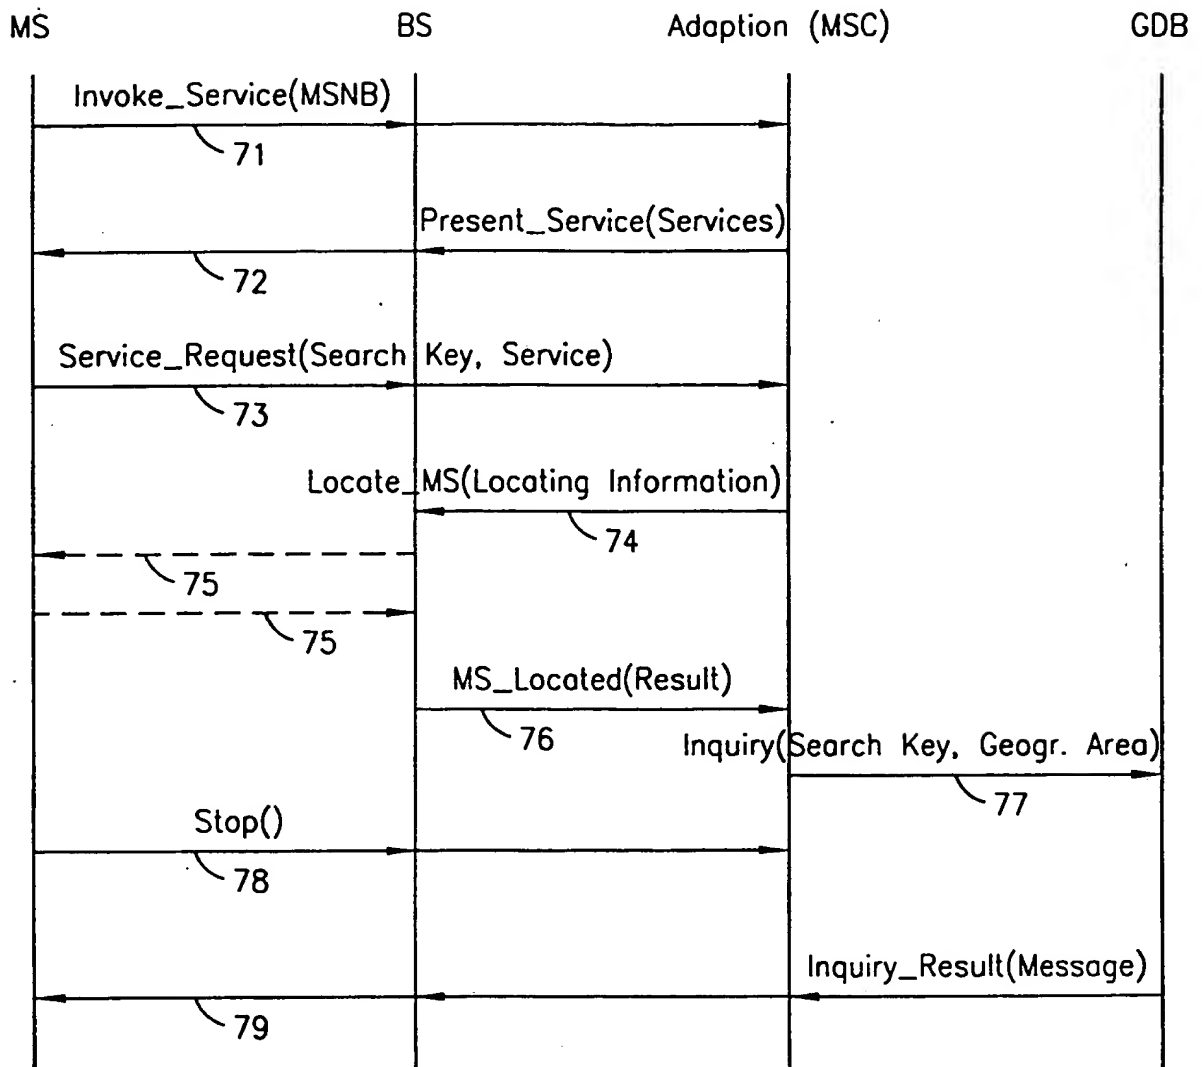 MS BS Adaption (MSC) GDB
Invoke_Service(MSNB)
71
Present_Service(Services)
72
Service_Request(Search Key, Service)
73
Locate_MS(Locating Information)
74
75
75
MS_Located(Result)
76
Inquiry(Search Key, Geogr. Area)
77
Stop()
78
Inquiry_Result(Message)
79